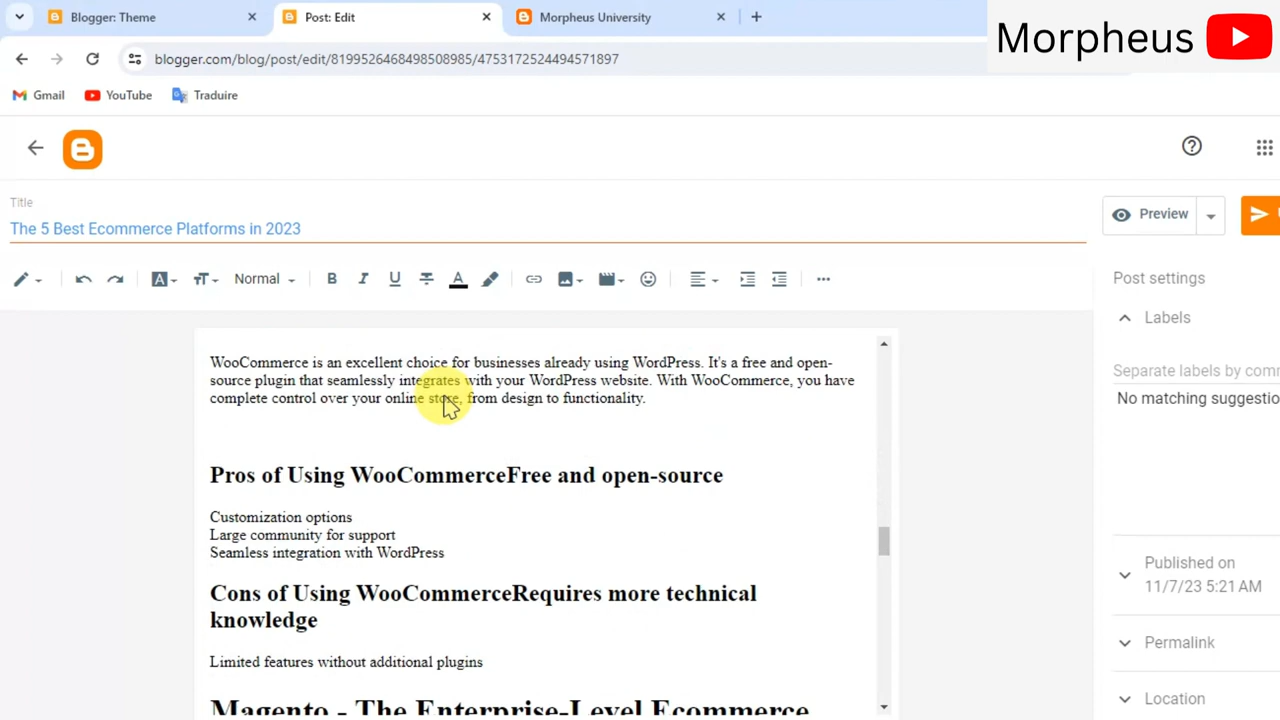 Blogger: Theme
Post: Edit
Morpheus University
Morpheus
blogger.com/blog/post/edit/8199526468498508985/4753172524494571897
Gmail
YouTube
Traduire
Title
The 5 Best Ecommerce Platforms in 2023
Preview
Normal
B I U A
Post settings
Labels
Separate labels by com
No matching suggestio
WooCommerce is an excellent choice for businesses already using WordPress. It's a free and open-
source plugin that seamlessly integrates with your WordPress website. With WooCommerce, you have
complete control over your online store, from design to functionality.
Pros of Using WooCommerceFree and open-source
Customization options
Large community for support
Seamless integration with WordPress
Cons of Using WooCommerceRequires more technical
knowledge
Limited features without additional plugins
Magento - The Enterprise-Level Ecommerce
Published on
11/7/23 5:21 AM
Permalink
Location